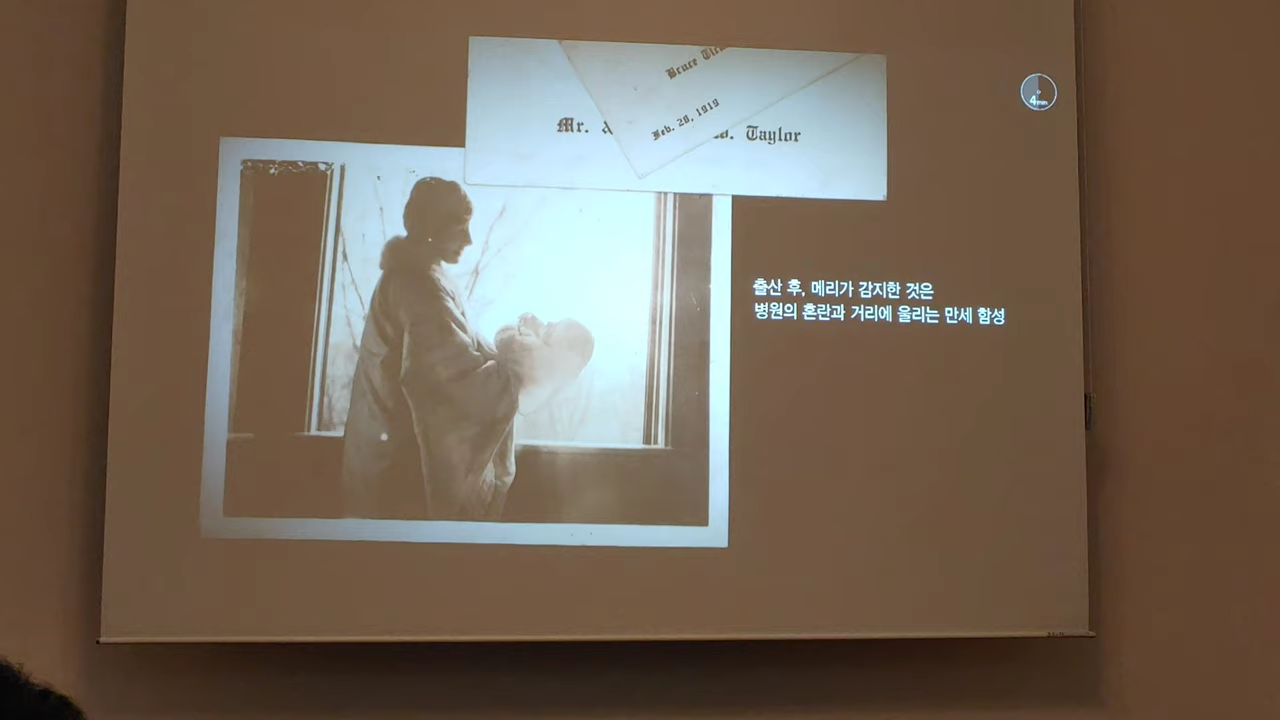 Bruce
Feb. 28, 1919
Mr. & Taylor
4min
출산 후, 메리가 감지한 것은
병원의 혼란과 거리에 울리는 만세 함성